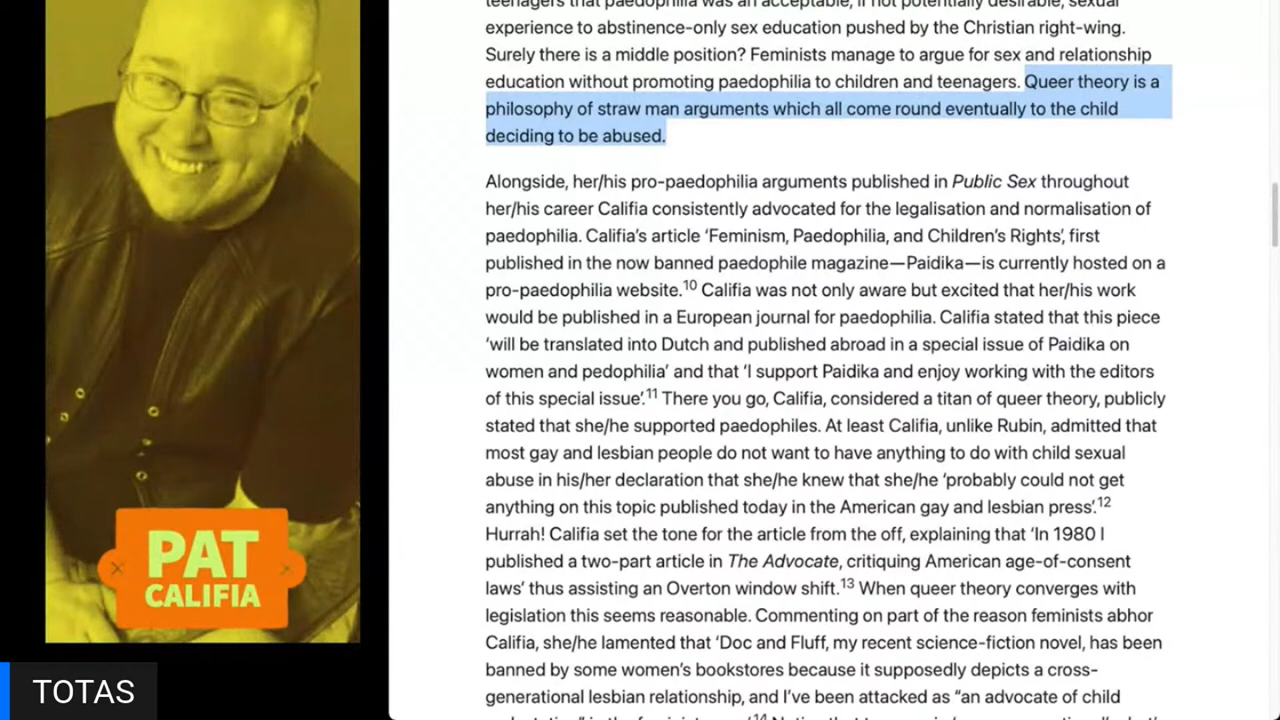 teenagers that paedophilia was an acceptable, if not potentially desirable, sexual
experience to abstinence-only sex education pushed by the Christian right-wing.
Surely there is a middle position? Feminists manage to argue for sex and relationship
education without promoting paedophilia to children and teenagers. Queer theory is a
philosophy of straw man arguments which all come round eventually to the child
deciding to be abused.
Alongside, her/his pro-paedophilia arguments published in Public Sex throughout
her/his career Califia consistently advocated for the legalisation and normalisation of
paedophilia. Califia’s article ‘Feminism, Paedophilia, and Children’s Rights’, first
published in the now banned paedophile magazine—Paidika—is currently hosted on a
pro-paedophilia website.10 Califia was not only aware but excited that her/his work
would be published in a European journal for paedophilia. Califia stated that this piece
‘will be translated into Dutch and published abroad in a special issue of Paidika on
women and pedophilia’ and that ‘I support Paidika and enjoy working with the editors
of this special issue’.11 There you go, Califia, considered a titan of queer theory, publicly
stated that she/he supported paedophiles. At least Califia, unlike Rubin, admitted that
most gay and lesbian people do not want to have anything to do with child sexual
abuse in his/her declaration that she/he knew that she/he ‘probably could not get
anything on this topic published today in the American gay and lesbian press’.12
Hurrah! Califia set the tone for the article from the off, explaining that ‘In 1980 I
published a two-part article in The Advocate, critiquing American age-of-consent
laws’ thus assisting an Overton window shift.13 When queer theory converges with
legislation this seems reasonable. Commenting on part of the reason feminists abhor
Califia, she/he lamented that ‘Doc and Fluff, my recent science-fiction novel, has been
banned by some women’s bookstores because it supposedly depicts a cross-
generational lesbian relationship, and I’ve been attacked as “an advocate of child
PAT
CALIFIA
TOTAS